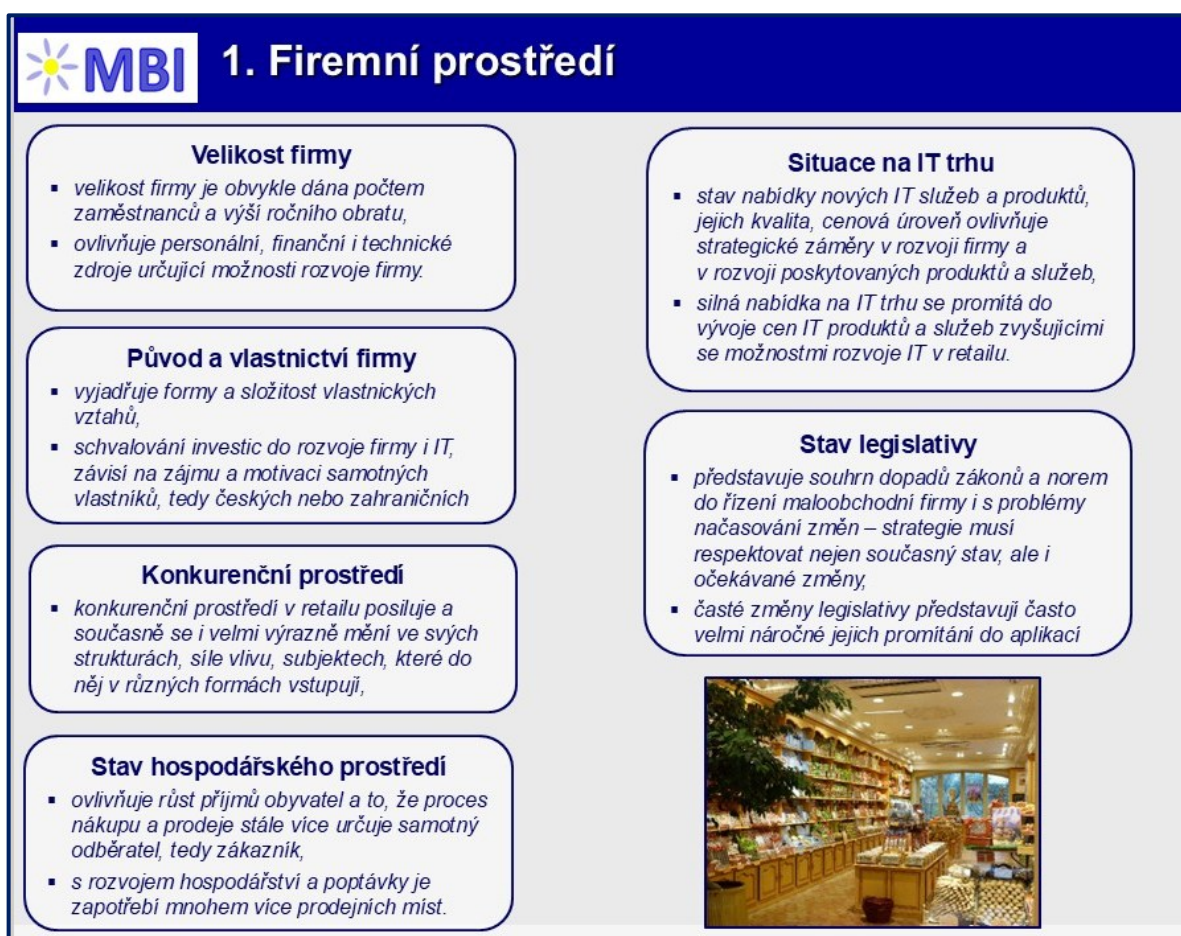 MBI
1. Firemní prostředí
Velikost firmy
▪ velikost firmy je obvykle dána počtem
zaměstnanců a výší ročního obratu,
▪ ovlivňuje personální, finanční i technické
zdroje určující možnosti rozvoje firmy.
Původ a vlastnictví firmy
▪ vyjadřuje formy a složitost vlastnických
vztahů,
▪ schvalování investic do rozvoje firmy i IT,
závisí na zájmu a motivaci samotných
vlastníků, tedy českých nebo zahraničních
Konkurenční prostředí
▪ konkurenční prostředí v retailu posiluje a
současně se i velmi výrazně mění ve svých
strukturách, síle vlivu, subjektech, které do
něj v různých formách vstupují,
Stav hospodářského prostředí
▪ ovlivňuje růst příjmů obyvatel a to, že proces
nákupu a prodeje stále více určuje samotný
odběratel, tedy zákazník,
▪ s rozvojem hospodářství a poptávky je
zapotřebí mnohem více prodejních míst.
Situace na IT trhu
▪ stav nabídky nových IT služeb a produktů,
jejich kvalita, cenová úroveň ovlivňuje
strategické záměry v rozvoji firmy a
v rozvoji poskytovaných produktů a služeb,
▪ silná nabídka na IT trhu se promítá do
vývoje cen IT produktů a služeb zvyšujícími
se možnostmi rozvoje IT v retailu.
Stav legislativy
▪ představuje souhrn dopadů zákonů a norem
do řízení maloobchodní firmy i s problémy
načasování změn – strategie musí
respektovat nejen současný stav, ale i
očekávané změny,
▪ časté změny legislativy představují často
velmi náročné jejich promítání do aplikací